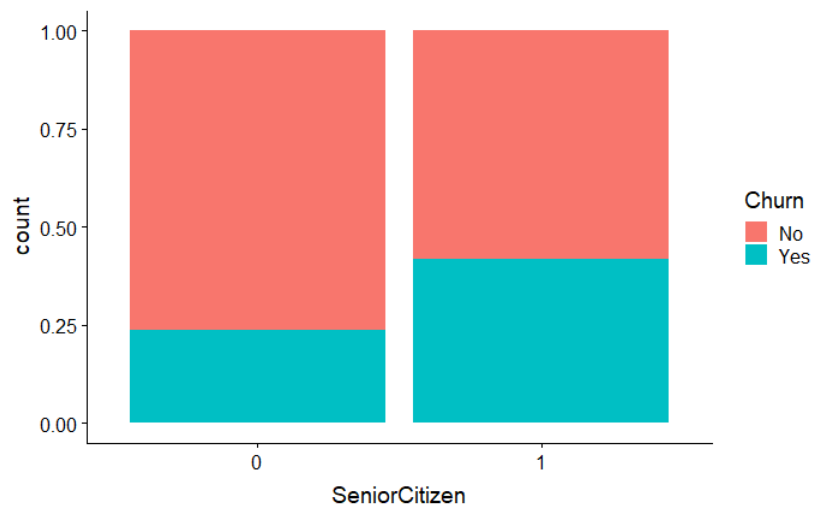 1.00
0.75
0.50
0.25
0.00
count
0
1
SeniorCitizen
Churn
No
Yes